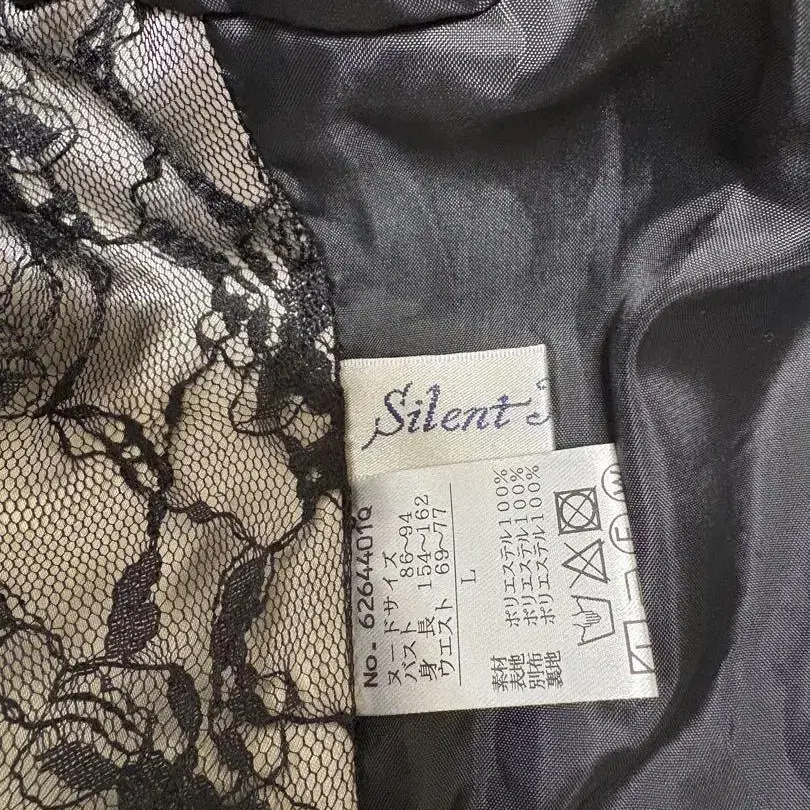 Silent
No. 6264401Q
ヌードサイズ
バスト 86~94
身長 154~162
ウエスト 69~77
L
素材
表地 ポリエステル100%
別布 ポリエステル100%
裏地 ポリエステル100%
F
W